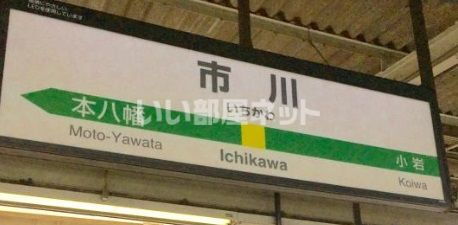 市川
いちかわ
本八幡
Moto-Yawata
Ichikawa
小岩
Koiwa
いい部屋ネット